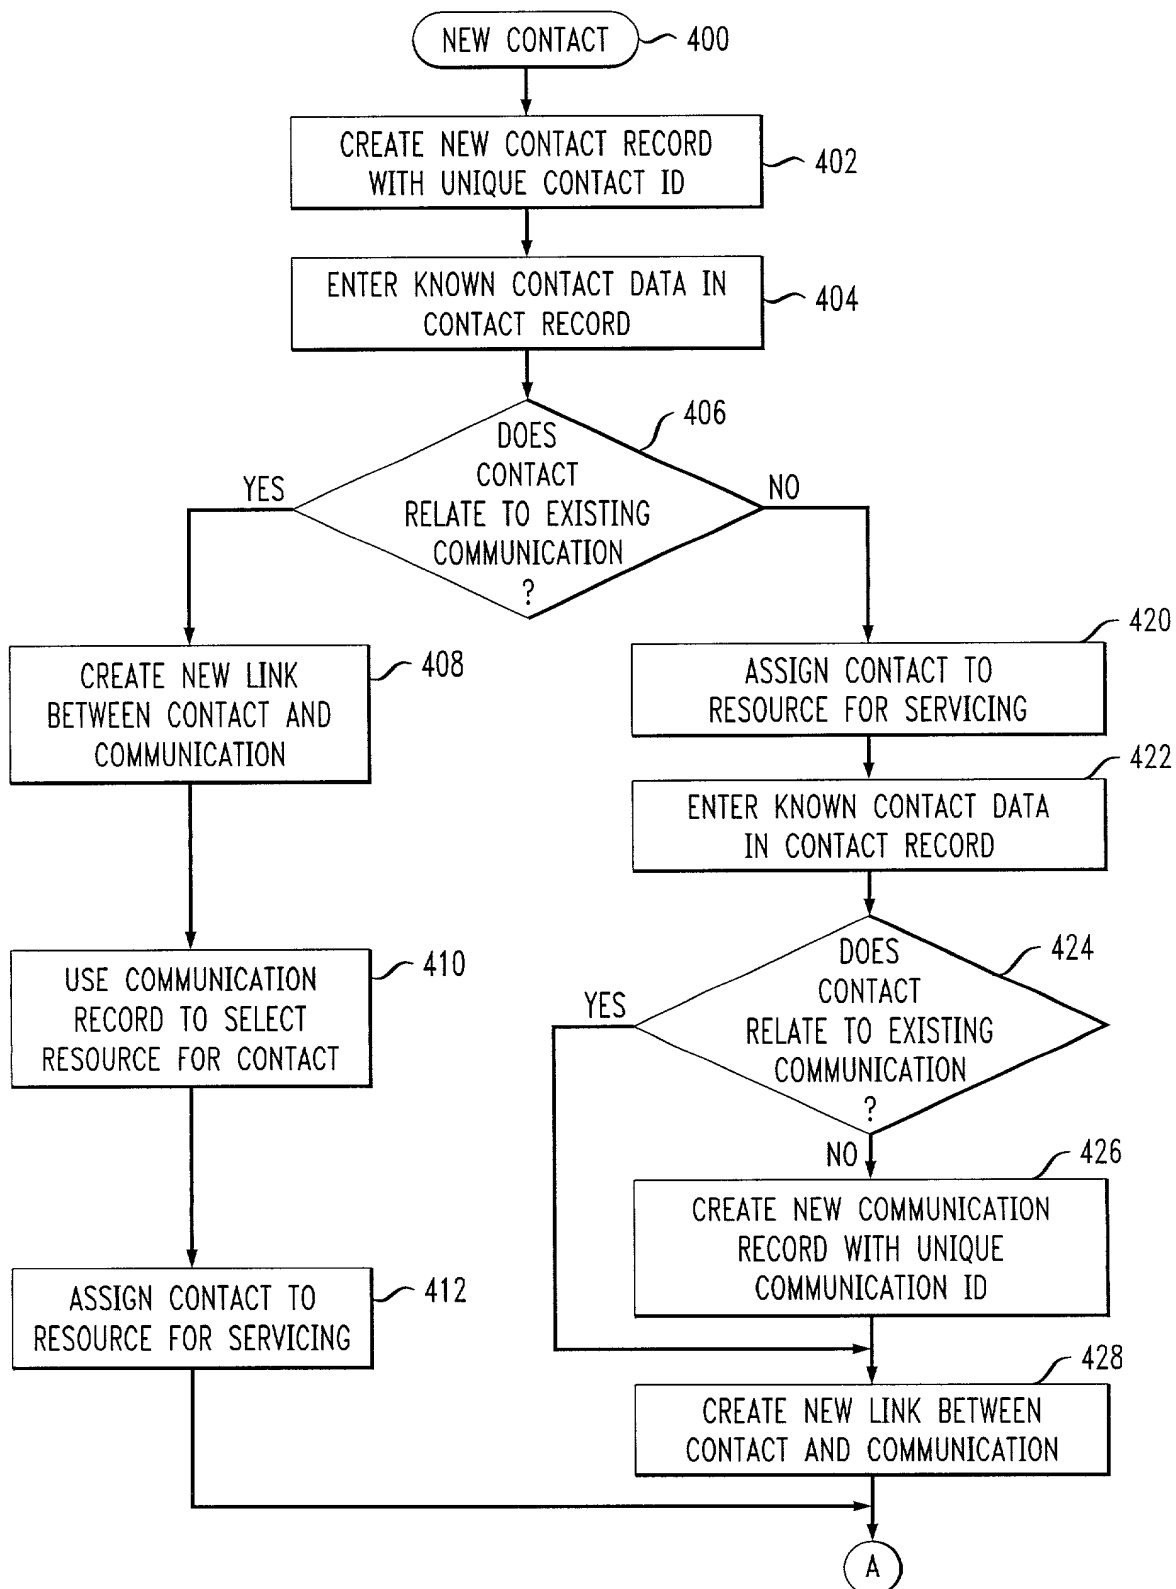 NEW CONTACT
400
CREATE NEW CONTACT RECORD
WITH UNIQUE CONTACT ID
402
ENTER KNOWN CONTACT DATA IN
CONTACT RECORD
404
406
DOES
CONTACT
RELATE TO EXISTING
COMMUNICATION
?
YES
NO
CREATE NEW LINK
BETWEEN CONTACT AND
COMMUNICATION
408
USE COMMUNICATION
RECORD TO SELECT
RESOURCE FOR CONTACT
410
ASSIGN CONTACT TO
RESOURCE FOR SERVICING
412
420
ASSIGN CONTACT TO
RESOURCE FOR SERVICING
422
ENTER KNOWN CONTACT DATA
IN CONTACT RECORD
424
DOES
CONTACT
RELATE TO EXISTING
COMMUNICATION
?
YES
NO
426
CREATE NEW COMMUNICATION
RECORD WITH UNIQUE
COMMUNICATION ID
428
CREATE NEW LINK BETWEEN
CONTACT AND COMMUNICATION
A